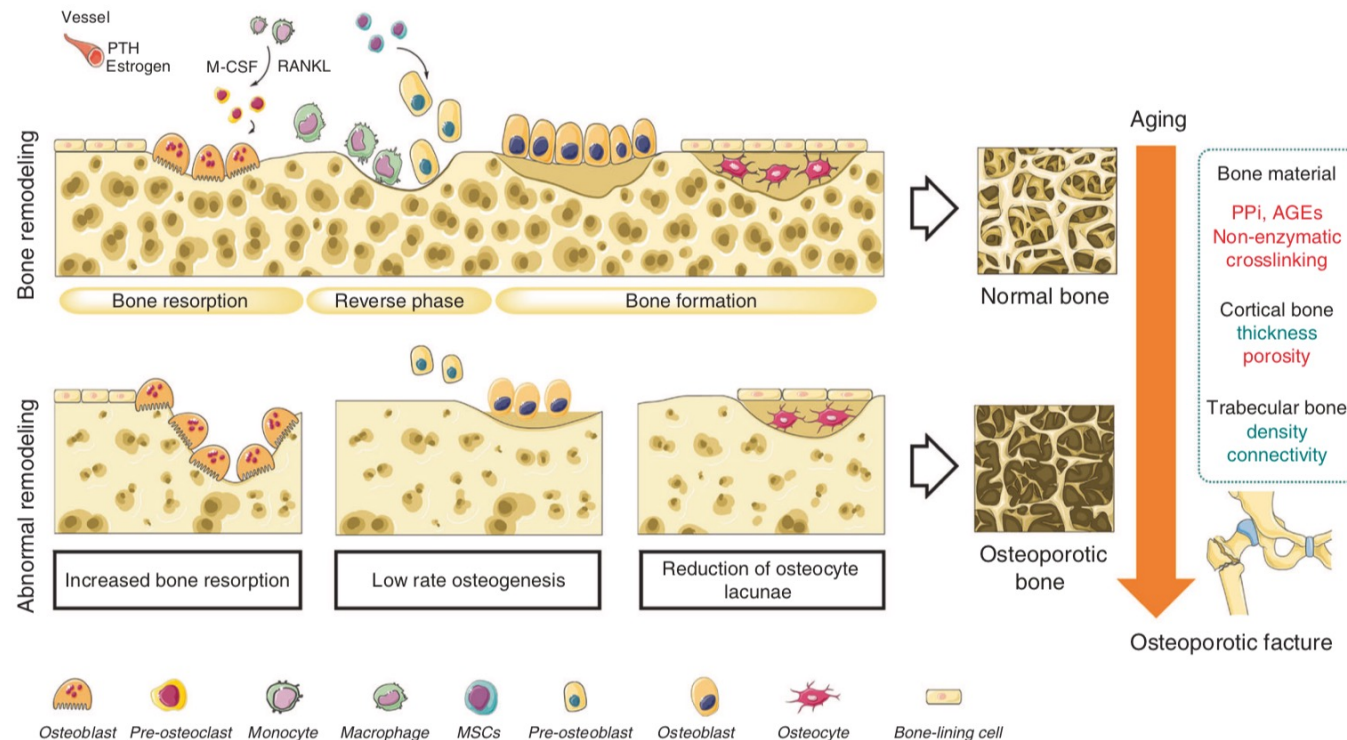 Vessel
PTH
Estrogen
M-CSF
RANKL
Bone remodeling
Bone resorption
Reverse phase
Bone formation
Normal bone
Abnormal remodeling
Increased bone resorption
Low rate osteogenesis
Reduction of osteocyte
lacunae
Osteoporotic
bone
Aging
Bone material
PPi, AGEs
Non-enzymatic
crosslinking
Cortical bone
thickness
porosity
Trabecular bone
density
connectivity
Osteoporotic facture
Osteoblast
Pre-osteoclast
Monocyte
Macrophage
MSCs
Pre-osteoblast
Osteoblast
Osteocyte
Bone-lining cell